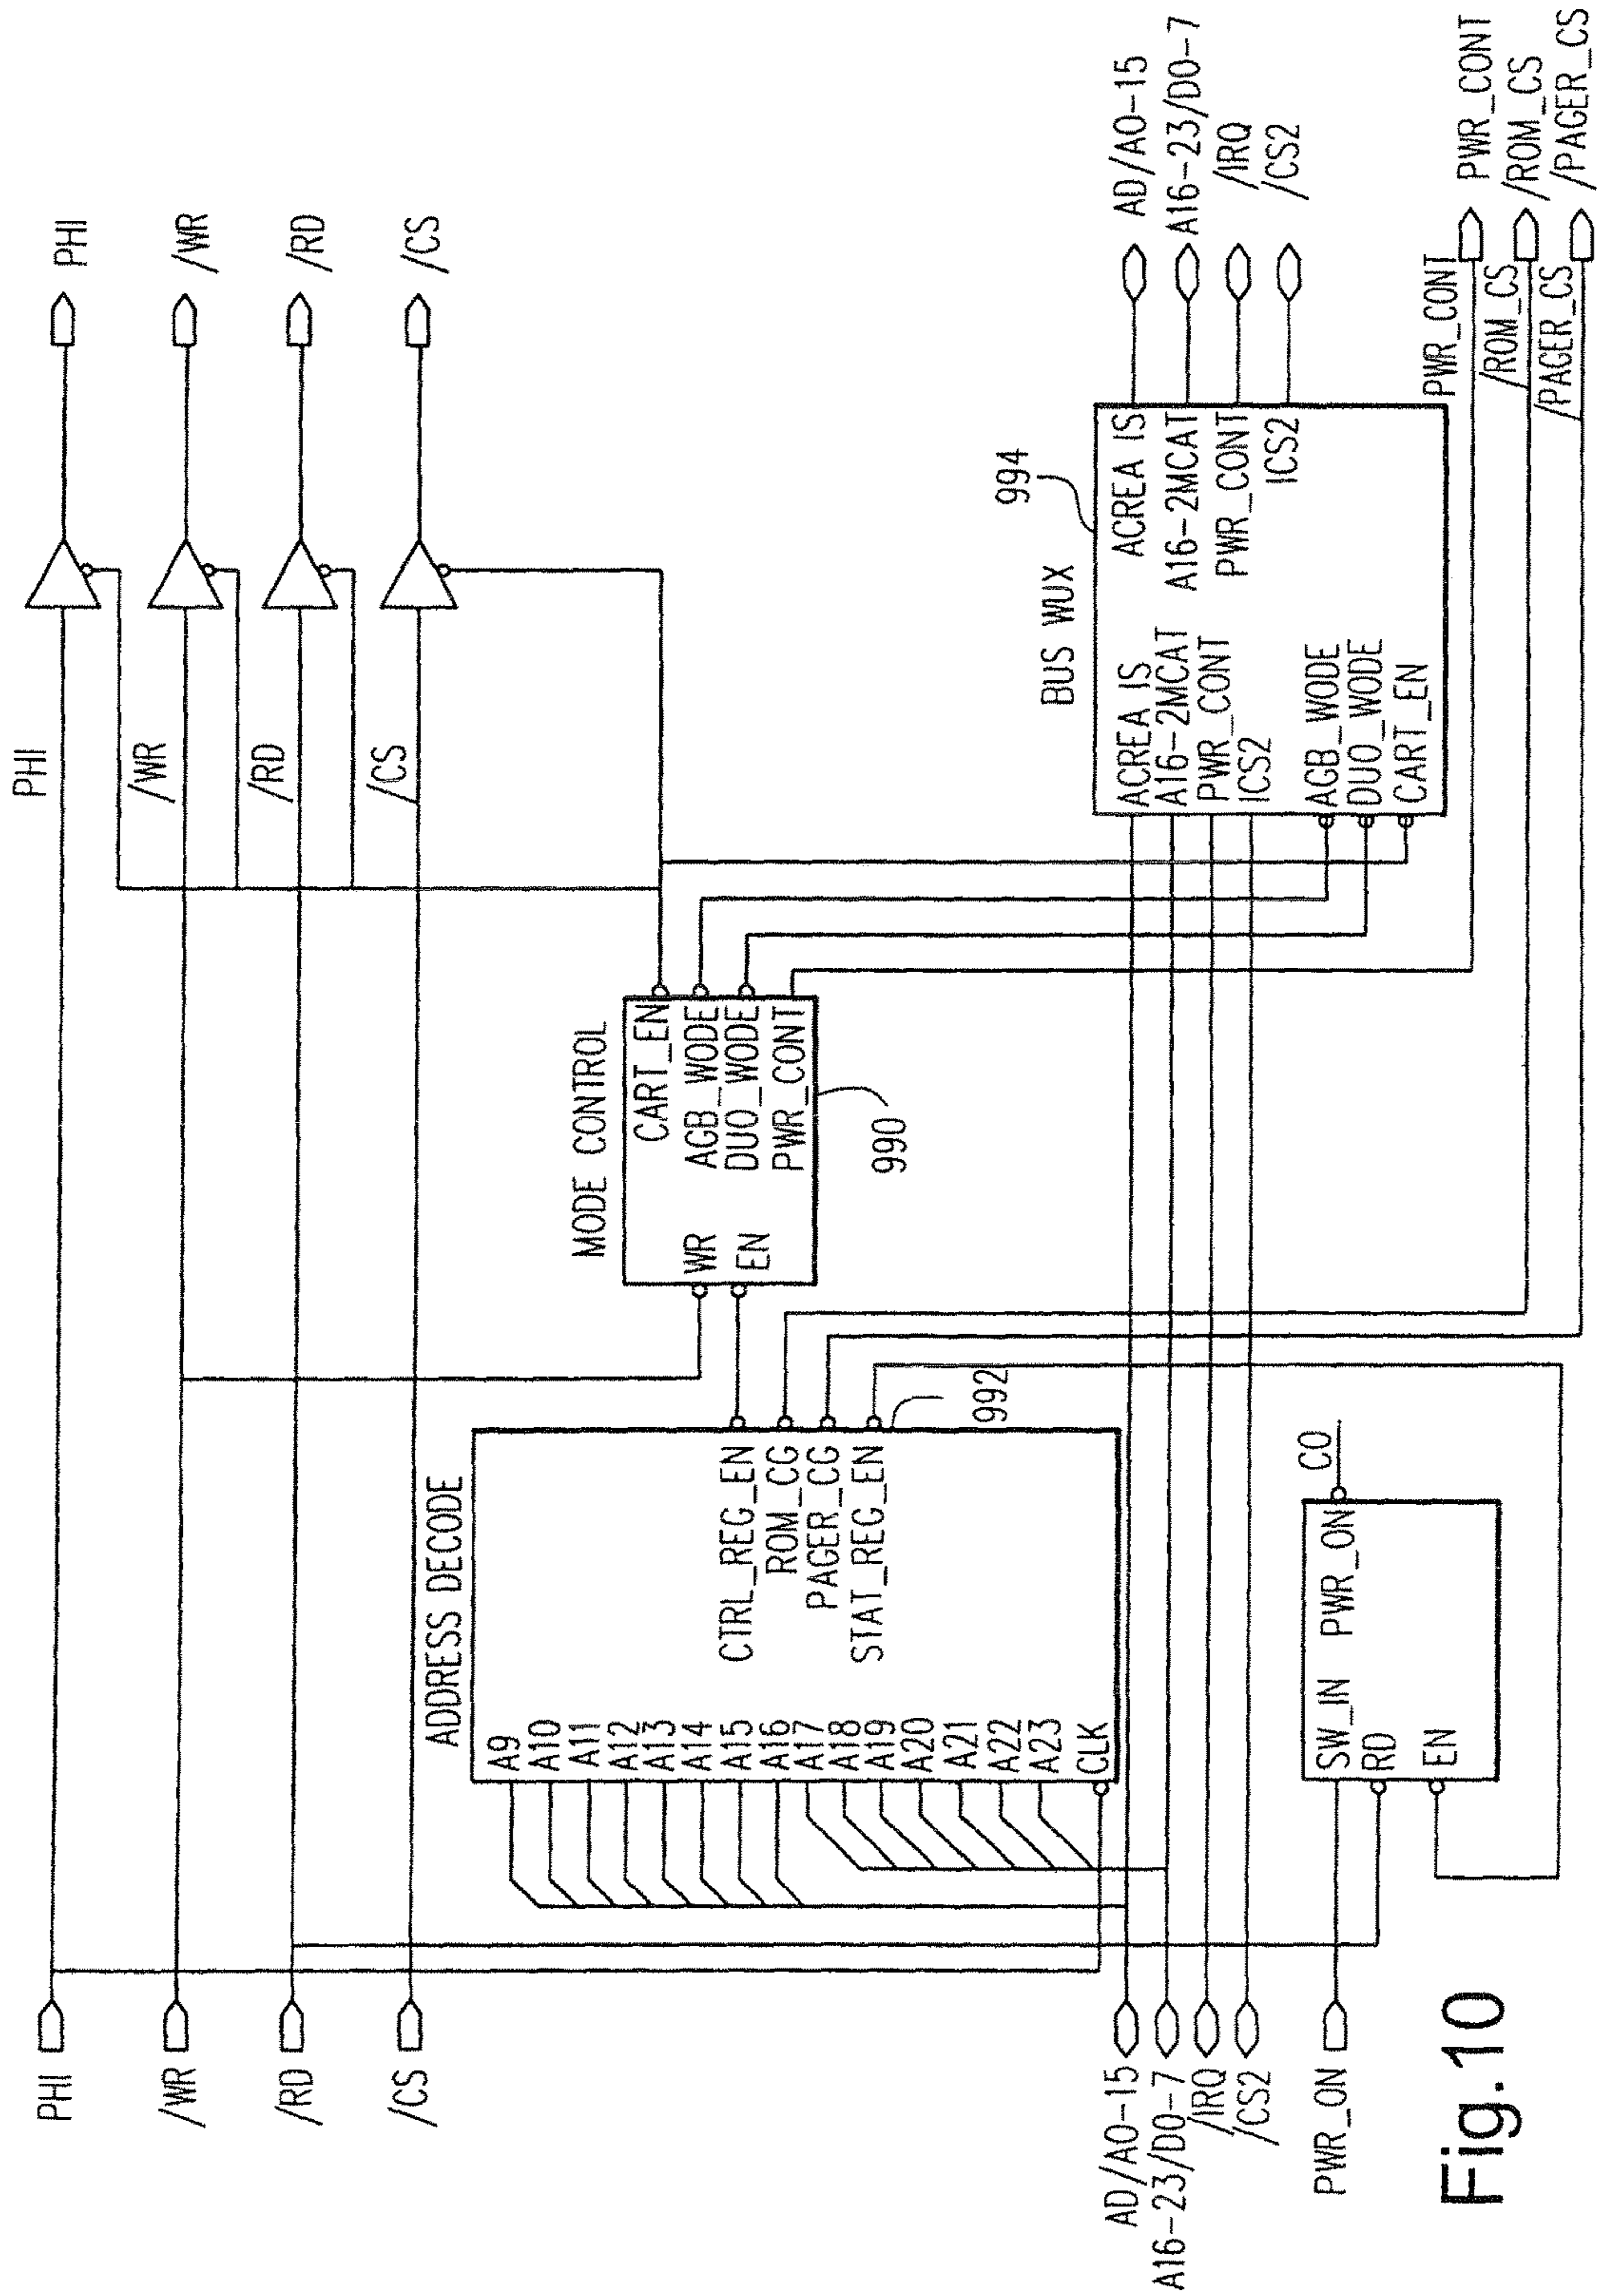 PHI
PHI
PHI
/WR
/WR
/WR
/RD
/RD
/RD
/CS
/CS
/CS
ADDRESS DECODE
A9
A10
A11
A12
A13
A14
A15
A16
A17
A18
A19
A20
A21
A22
A23
CLK
CTRL_REG_EN
ROM_CG
PAGER_CG
STAT_REG_EN
992
MODE CONTROL
WR
EN
CART_EN
AGB_WODE
DUO_WODE
PWR_CONT
990
BUS WUX
994
ACREA IS
A16-2MCAT
PWR_CONT
ICS2
AGB_WODE
DUO_WODE
CART_EN
ACREA IS
A16-2MCAT
PWR_CONT
ICS2
AD/A0-15
A16-23/D0-7
/IRQ
/CS2
AD/A0-15
A16-23/D0-7
/IRQ
/CS2
PWR_CONT
PWR_CONT
/ROM_CS
/ROM_CS
/PAGER_CS
/PAGER_CS
PWR_ON
SW_IN
RD
EN
PWR_ON
CO
Fig.10